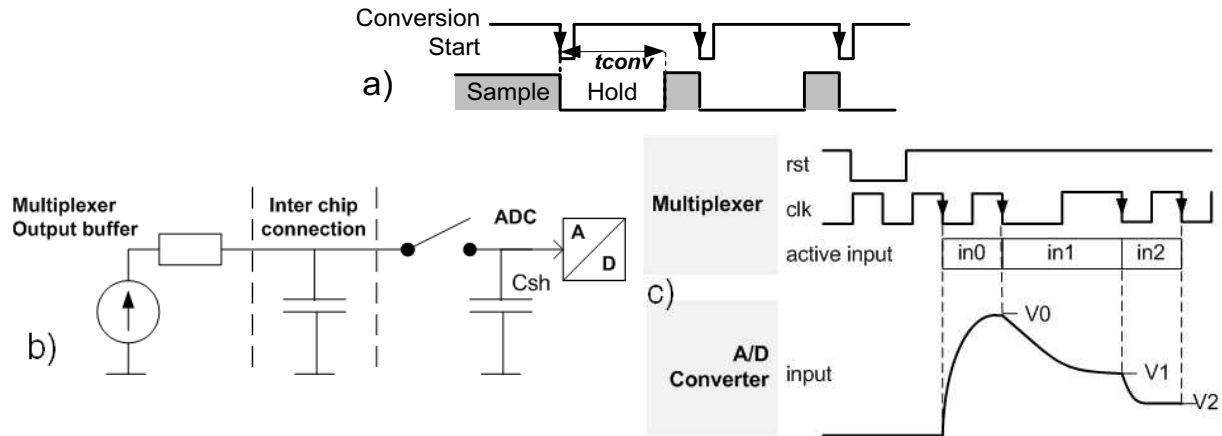 Conversion
Start
tconv
a)
Sample
Hold
Multiplexer
Output buffer
Inter chip
connection
ADC
A
D
Csh
b)
Multiplexer
rst
clk
active input
in0
in1
in2
c)
A/D
Converter
input
V0
V1
V2